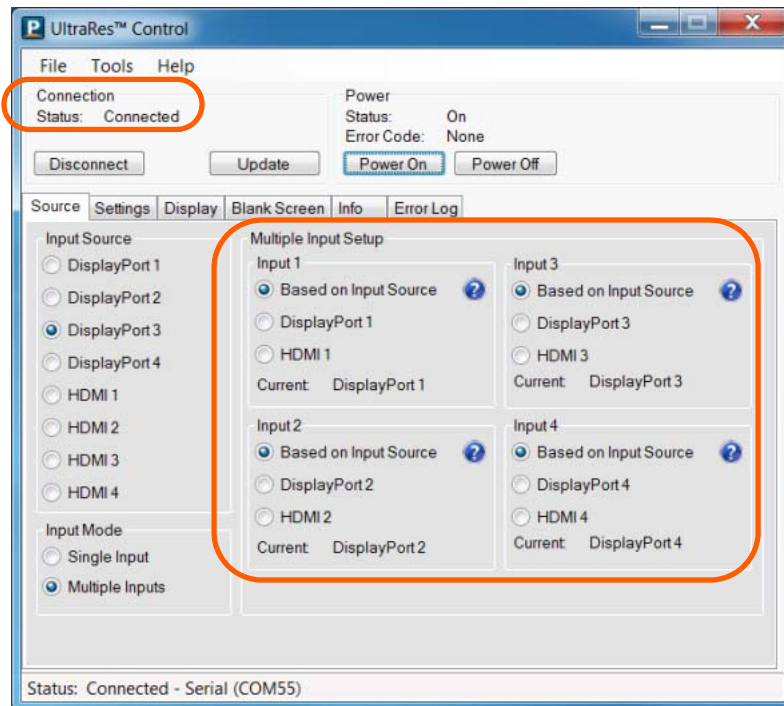 UltraRes™ Control
File Tools Help
Connection
Status: Connected
Disconnect Update
Power
Status: On
Error Code: None
Power On Power Off
Source Settings Display Blank Screen Info Error Log
Input Source
DisplayPort 1
DisplayPort 2
DisplayPort 3
DisplayPort 4
HDMI 1
HDMI 2
HDMI 3
HDMI 4
Input Mode
Single Input
Multiple Inputs
Multiple Input Setup
Input 1
Based on Input Source ?
DisplayPort 1
HDMI 1
Current: DisplayPort 1
Input 2
Based on Input Source ?
DisplayPort 2
HDMI 2
Current: DisplayPort 2
Input 3
Based on Input Source ?
DisplayPort 3
HDMI 3
Current: DisplayPort 3
Input 4
Based on Input Source ?
DisplayPort 4
HDMI 4
Current: DisplayPort 4
Status: Connected - Serial (COM55)